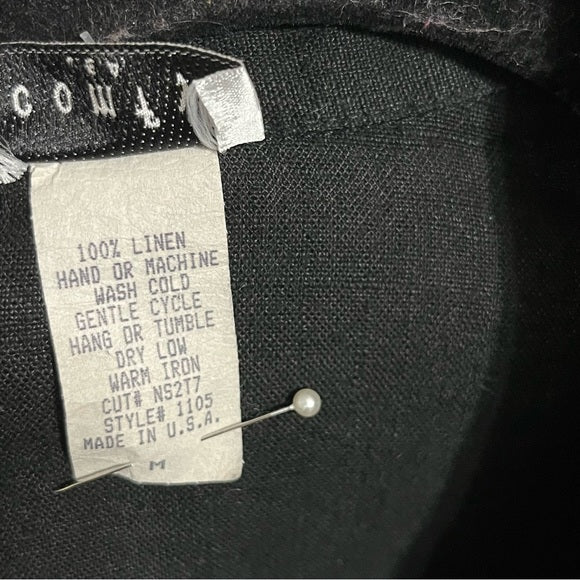 comfy
U.S.A.
100% LINEN
HAND OR MACHINE
WASH COLD
GENTLE CYCLE
HANG OR TUMBLE
DRY LOW
WARM IRON
CUT# NS2T7
STYLE# 1105
MADE IN U.S.A.
M